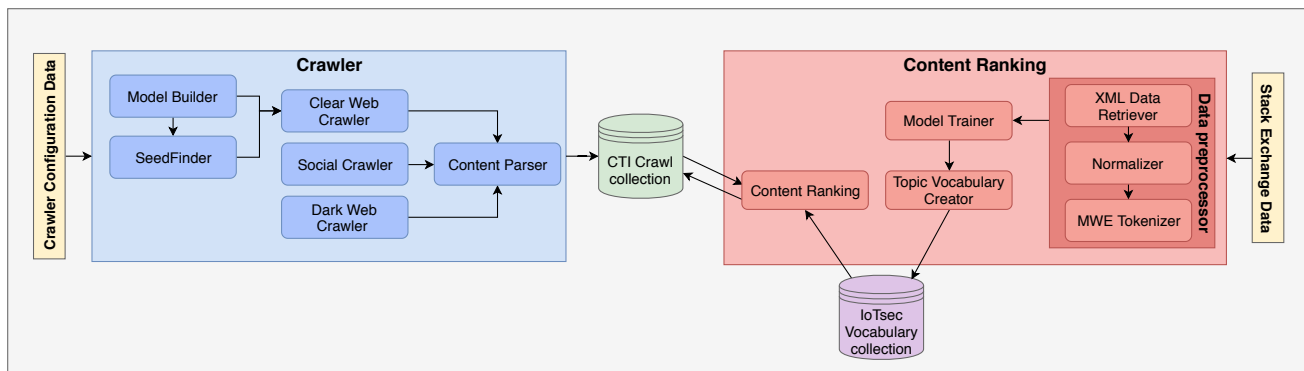 Crawler Configuration Data
Crawler
Model Builder
SeedFinder
Clear Web
Crawler
Social Crawler
Dark Web
Crawler
Content Parser
CTI Crawl
collection
Content Ranking
Content Ranking
Model Trainer
Topic Vocabulary
Creator
IoTsec
Vocabulary
collection
Data preprocessor
XML Data
Retriever
Normalizer
MWE Tokenizer
Stack Exchange Data